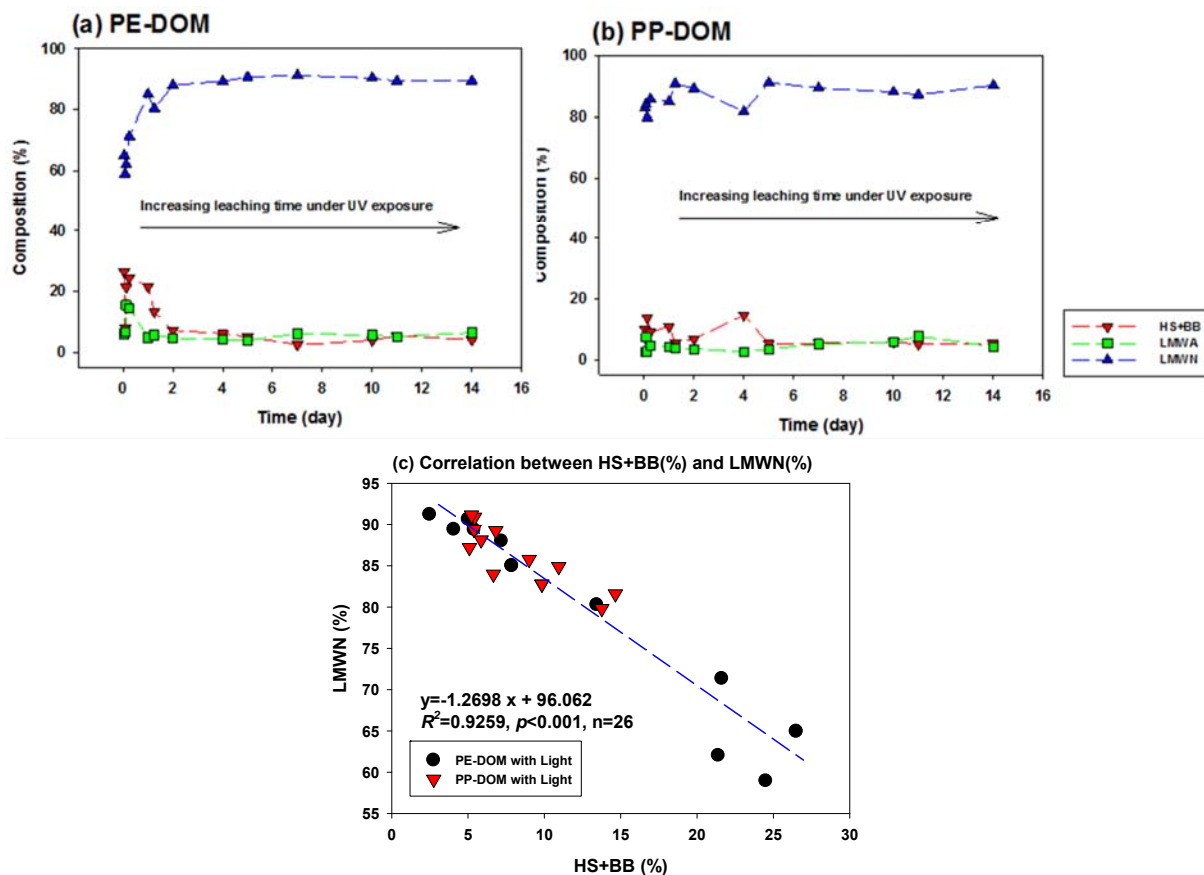 (a) PE-DOM
100
80
60
40
20
0
Composition (%)
Increasing leaching time under UV exposure
0 2 4 6 8 10 12 14 16
Time (day)
(b) PP-DOM
100
80
60
40
20
0
Composition (%)
Increasing leaching time under UV exposure
0 2 4 6 8 10 12 14 16
Time (day)
HS+BB
LMWA
LMWN
(c) Correlation between HS+BB(%) and LMWN(%)
95
90
85
80
75
70
65
60
55
LMWN (%)
y=-1.2698 x + 96.062
R²=0.9259, p<0.001, n=26
PE-DOM with Light
PP-DOM with Light
0 5 10 15 20 25 30
HS+BB (%)